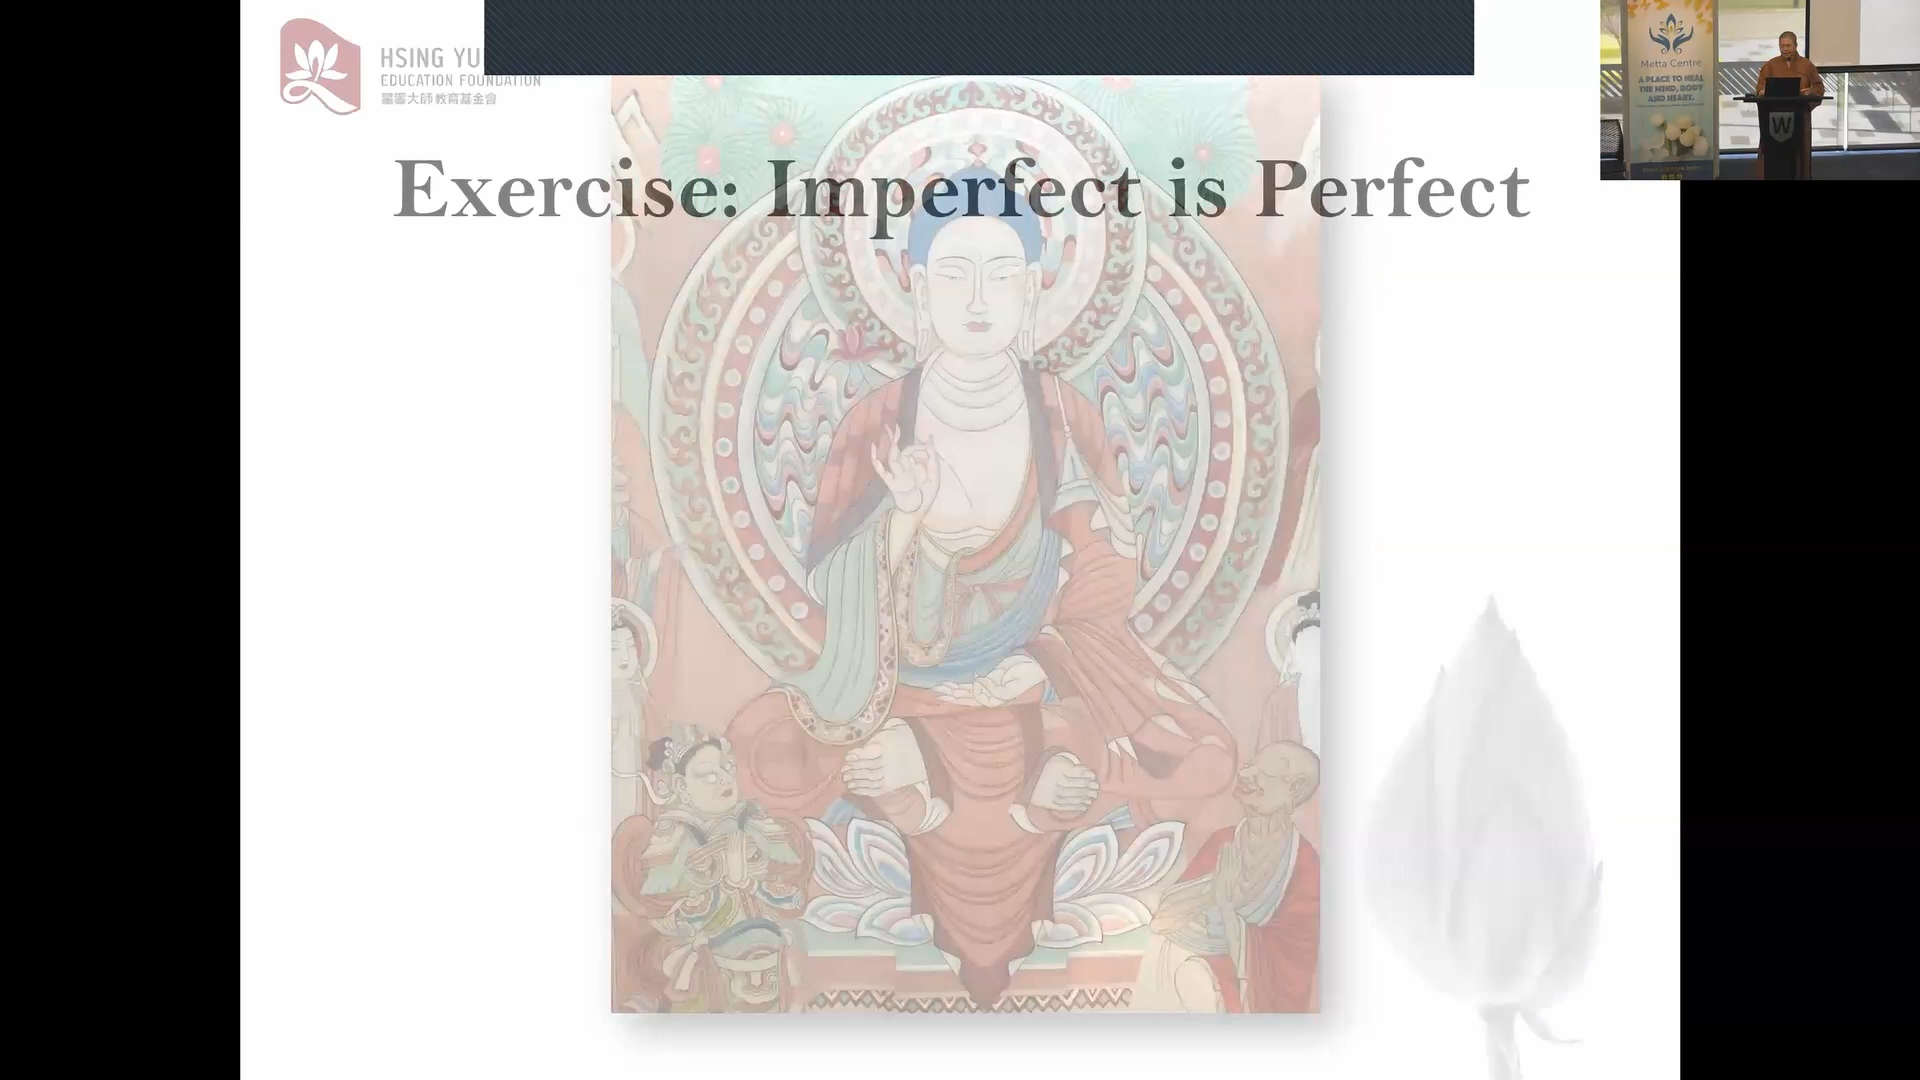 HSING YU
EDUCATION FOUNDATION
星雲大師教育基金會
Exercise: Imperfect is Perfect
Metta Centre
A PLACE TO HEAL
THE MIND, BODY
AND HEART.
W